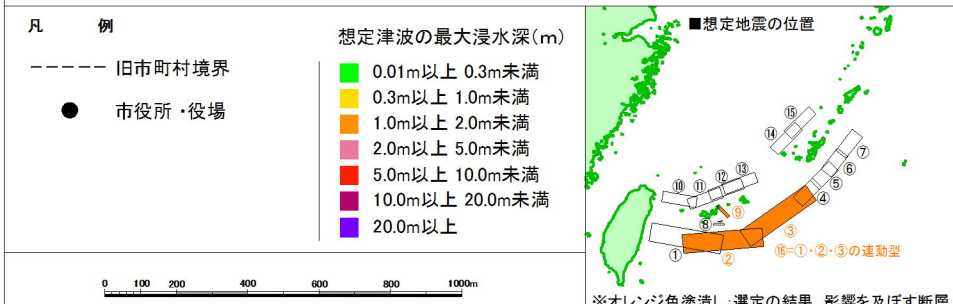 凡 例
旧市町村境界
市役所・役場
想定津波の最大浸水深(m)
0.01m以上 0.3m未満
0.3m以上 1.0m未満
1.0m以上 2.0m未満
2.0m以上 5.0m未満
5.0m以上 10.0m未満
10.0m以上 20.0m未満
20.0m以上
0 100 200 400 600 800 1000m
■想定地震の位置
⑮
⑭
⑦
⑥
⑤
④
⑬
⑫
⑪
⑩
⑨
⑧
③
②
①
⑯=①・②・③の連動型
※オレンジ色塗潰し:選定の結果、影響を及ぼす断層